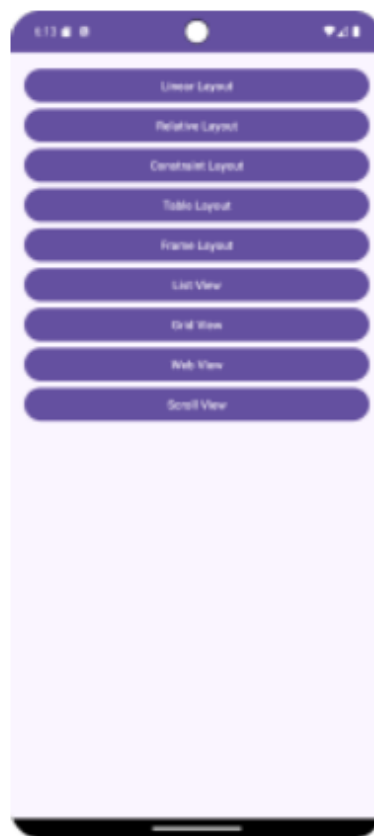 Linear Layout
Relative Layout
Constraint Layout
Table Layout
Frame Layout
List View
Grid View
Web View
Scroll View